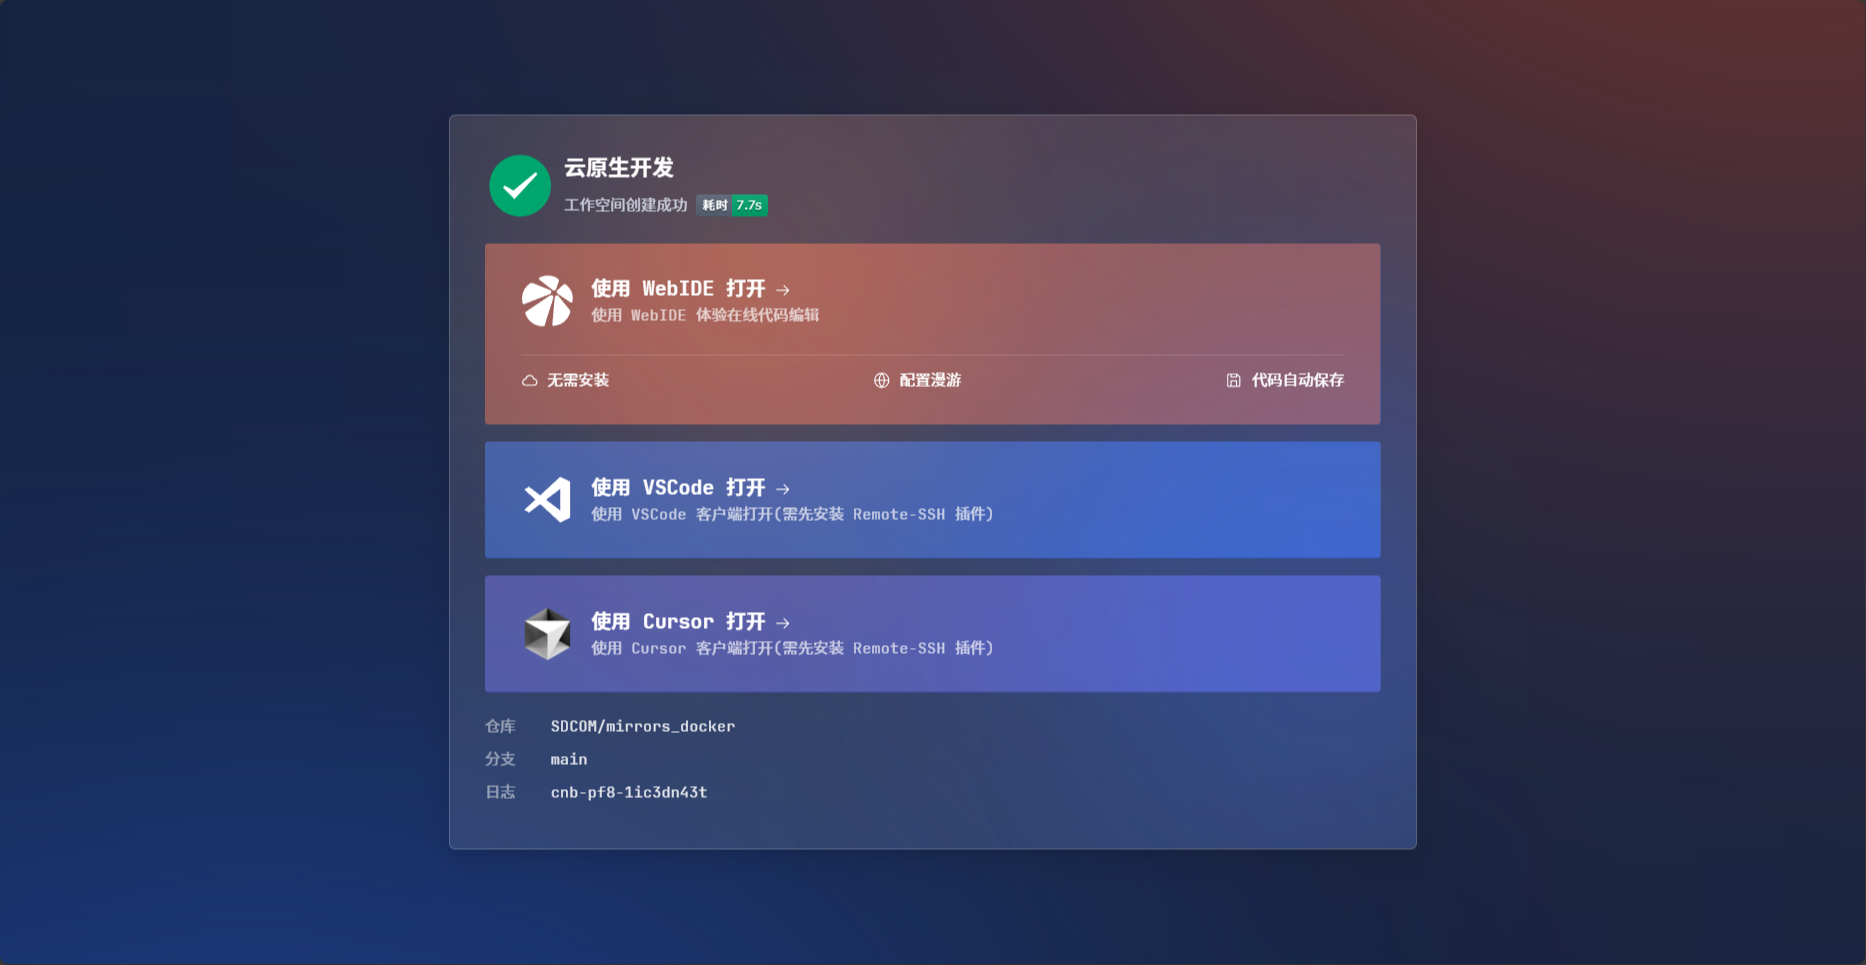 云原生开发
工作空间创建成功 耗时 7.7s
使用 WebIDE 打开 →
使用 WebIDE 体验在线代码编辑
无需安装
配置漫游
代码自动保存
使用 VSCode 打开 →
使用 VSCode 客户端打开(需先安装 Remote-SSH 插件)
使用 Cursor 打开 →
使用 Cursor 客户端打开(需先安装 Remote-SSH 插件)
仓库 SDCOM/mirrors_docker
分支 main
日志 cnb-pf8-1ic3dn43t